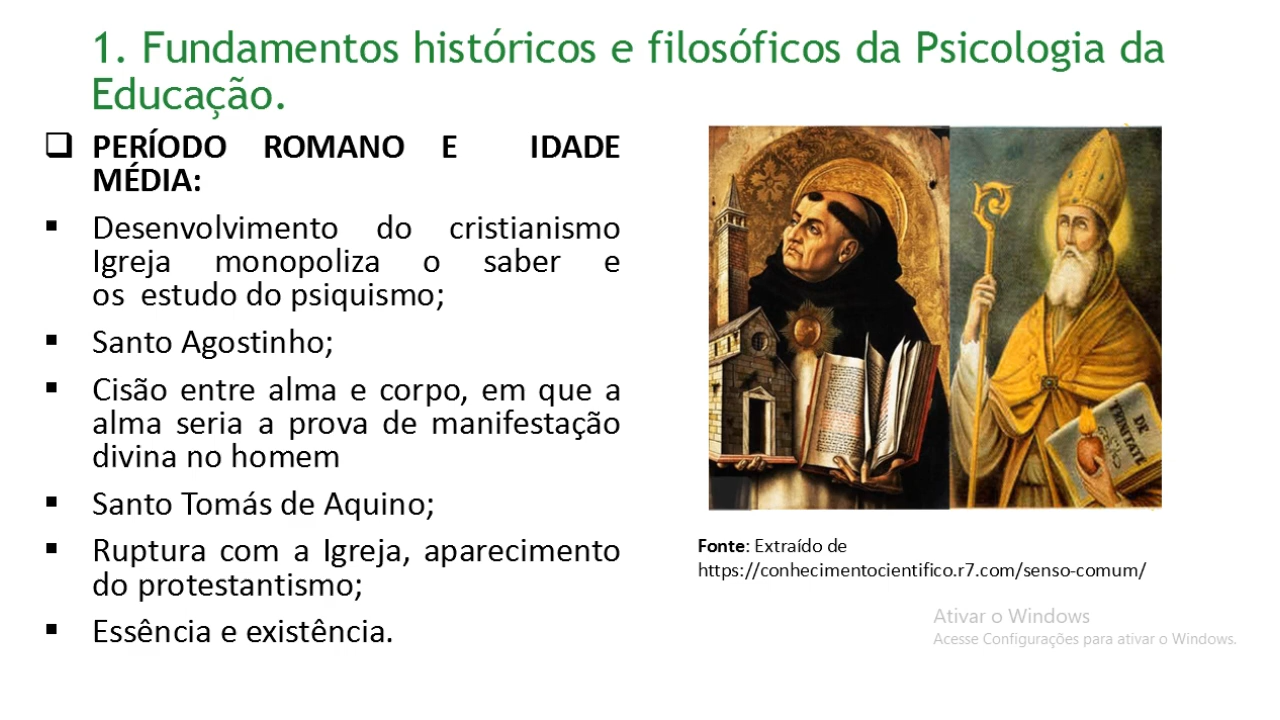 1. Fundamentos históricos e filosóficos da Psicologia da
Educação.
PERÍODO ROMANO E IDADE
MÉDIA:
Desenvolvimento do cristianismo
Igreja monopoliza o saber e
os estudo do psiquismo;
Santo Agostinho;
Cisão entre alma e corpo, em que a
alma seria a prova de manifestação
divina no homem
Santo Tomás de Aquino;
Ruptura com a Igreja, aparecimento
do protestantismo;
Essência e existência.
DE
TRINITATE
Fonte: Extraído de
https://conhecimentocientifico.r7.com/senso-comum/
Ativar o Windows
Acesse Configurações para ativar o Windows.